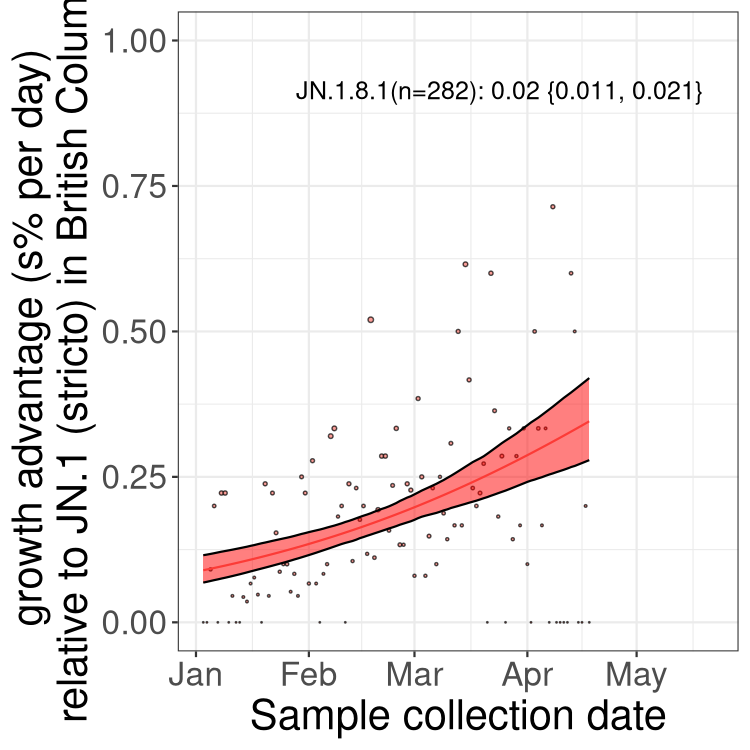 growth advantage (s% per day)
relative to JN.1 (stricto) in British Colum
1.00
0.75
0.50
0.25
0.00
JN.1.8.1(n=282): 0.02 {0.011, 0.021}
Jan Feb Mar Apr May
Sample collection date